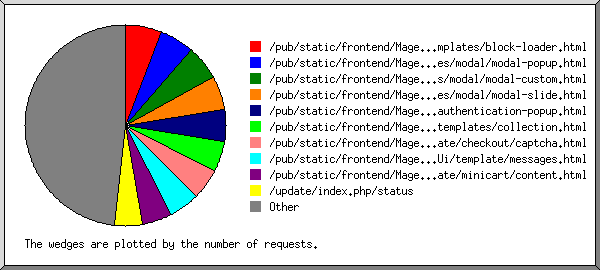 /pub/static/frontend/Mage...mplates/block-loader.html
/pub/static/frontend/Mage...es/modal/modal-popup.html
/pub/static/frontend/Mage...s/modal/modal-custom.html
/pub/static/frontend/Mage...es/modal/modal-slide.html
/pub/static/frontend/Mage...authentication-popup.html
/pub/static/frontend/Mage...templates/collection.html
/pub/static/frontend/Mage...ate/checkout/captcha.html
/pub/static/frontend/Mage...Ui/template/messages.html
/pub/static/frontend/Mage...ate/minicart/content.html
/update/index.php/status
Other
The wedges are plotted by the number of requests.